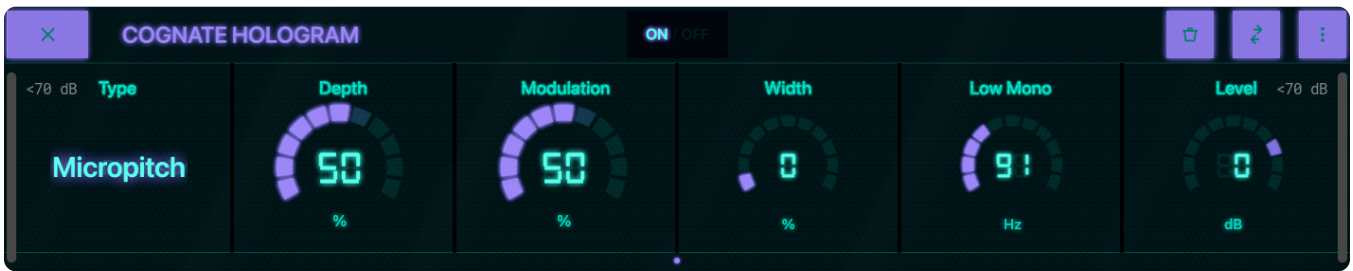 COGNATE HOLOGRAM
ON / OFF
<70 dB Type Depth Modulation Width Low Mono Level <70 dB
Micropitch 50 50 0 91 0
% % % Hz dB